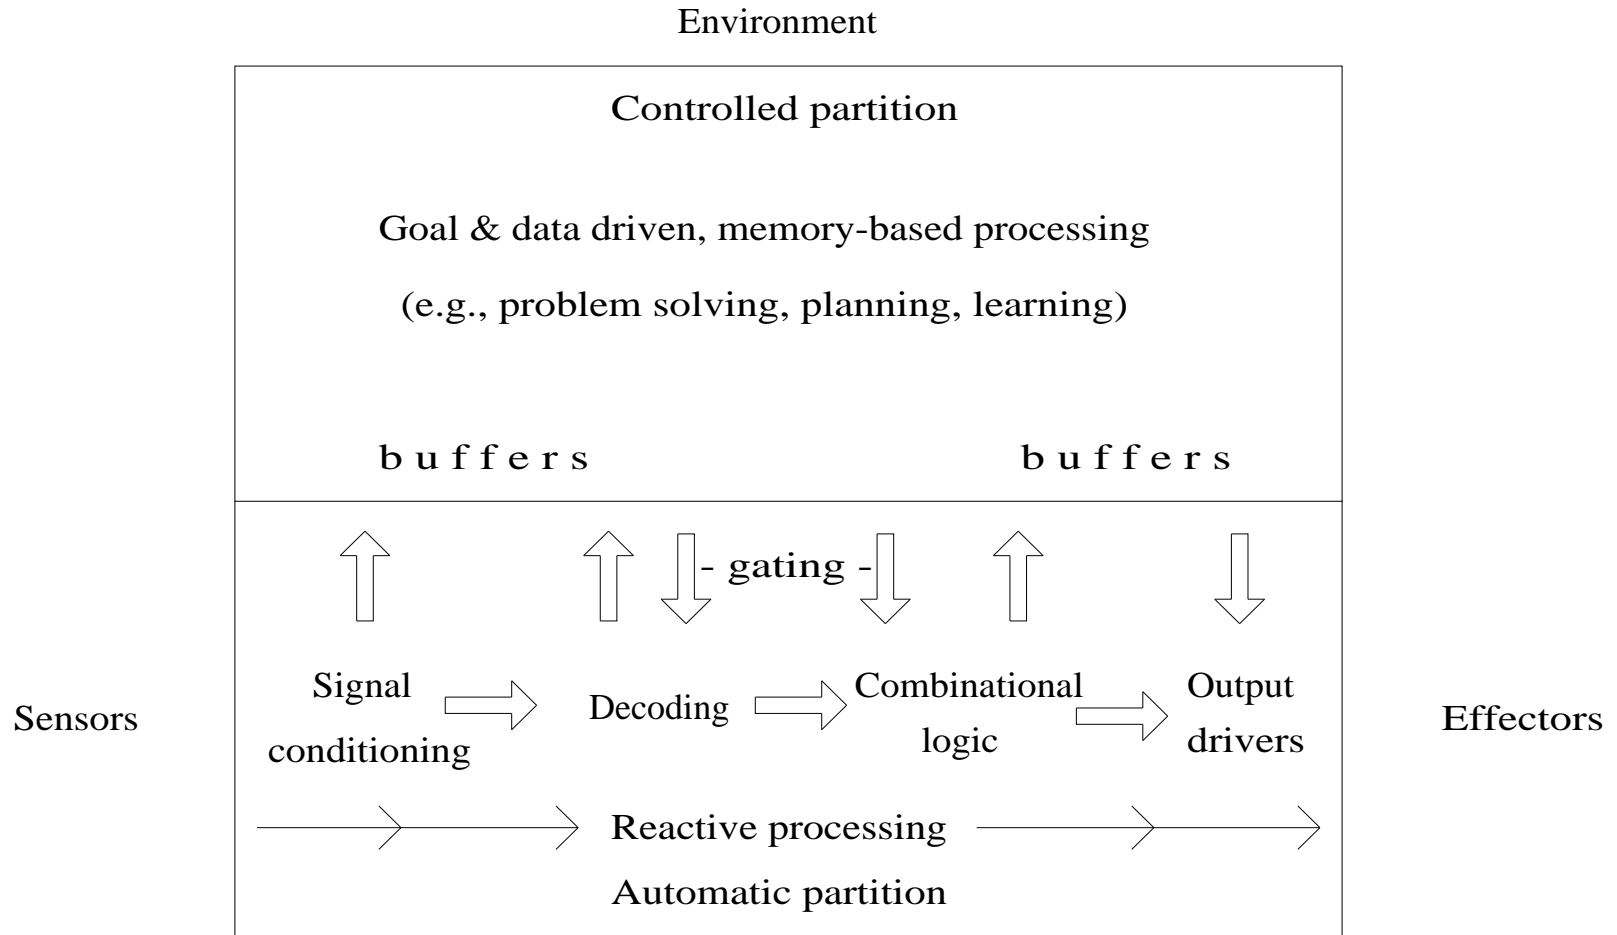 Environment
Controlled partition
Goal & data driven, memory-based processing
(e.g., problem solving, planning, learning)
b u f f e r s
b u f f e r s
- gating -
Signal
conditioning
Decoding
Combinational
logic
Output
drivers
Sensors
Effectors
Reactive processing
Automatic partition